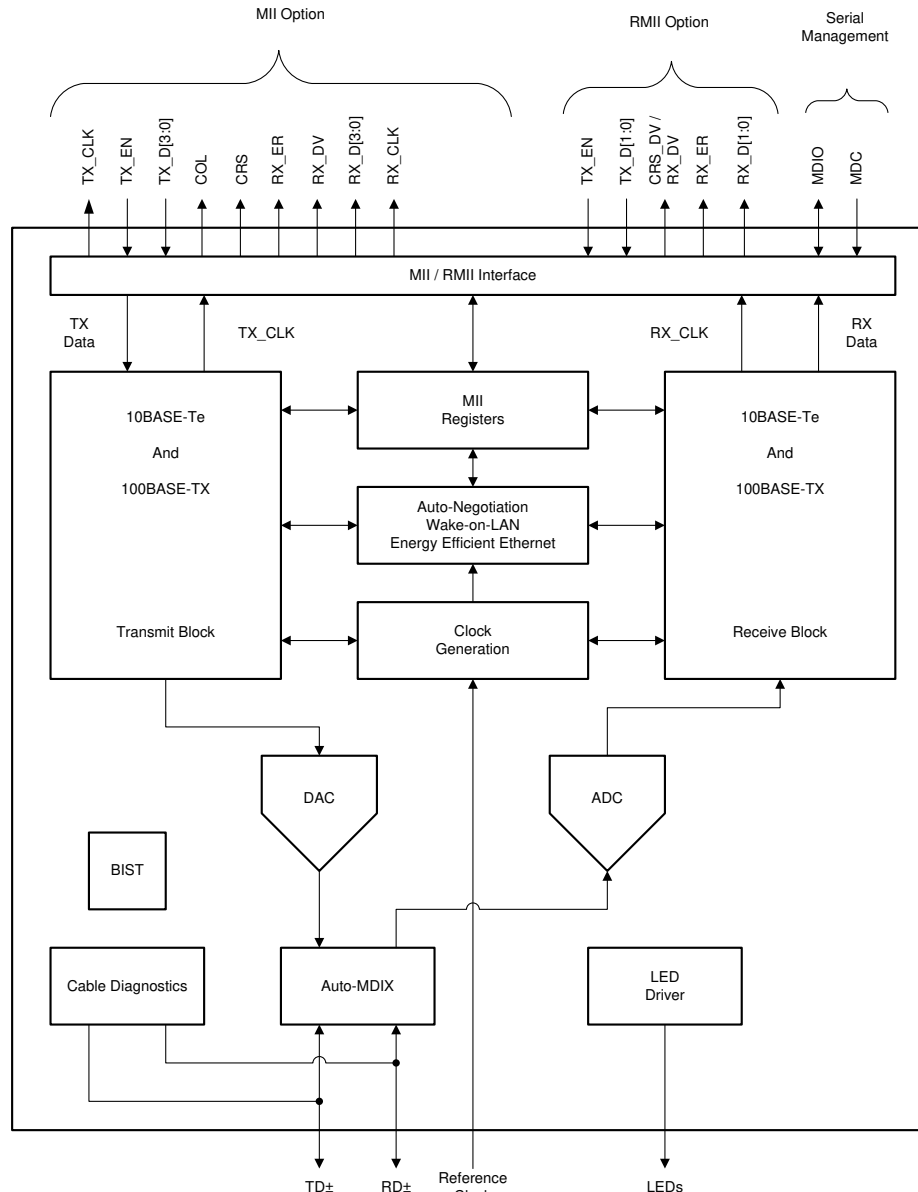 MII Option
RMII Option
Serial
Management
TX_CLK
TX_EN
TX_D[3:0]
COL
CRS
RX_ER
RX_DV
RX_D[3:0]
RX_CLK
TX_EN
TX_D[1:0]
CRS_DV /
RX_DV
RX_ER
RX_D[1:0]
MDIO
MDC
MII / RMII Interface
TX
Data
TX_CLK
RX_CLK
RX
Data
10BASE-Te
And
100BASE-TX
Transmit Block
MII
Registers
Auto-Negotiation
Wake-on-LAN
Energy Efficient Ethernet
Clock
Generation
10BASE-Te
And
100BASE-TX
Receive Block
DAC
ADC
BIST
Cable Diagnostics
Auto-MDIX
LED
Driver
TD±
RD±
Reference
LEDs